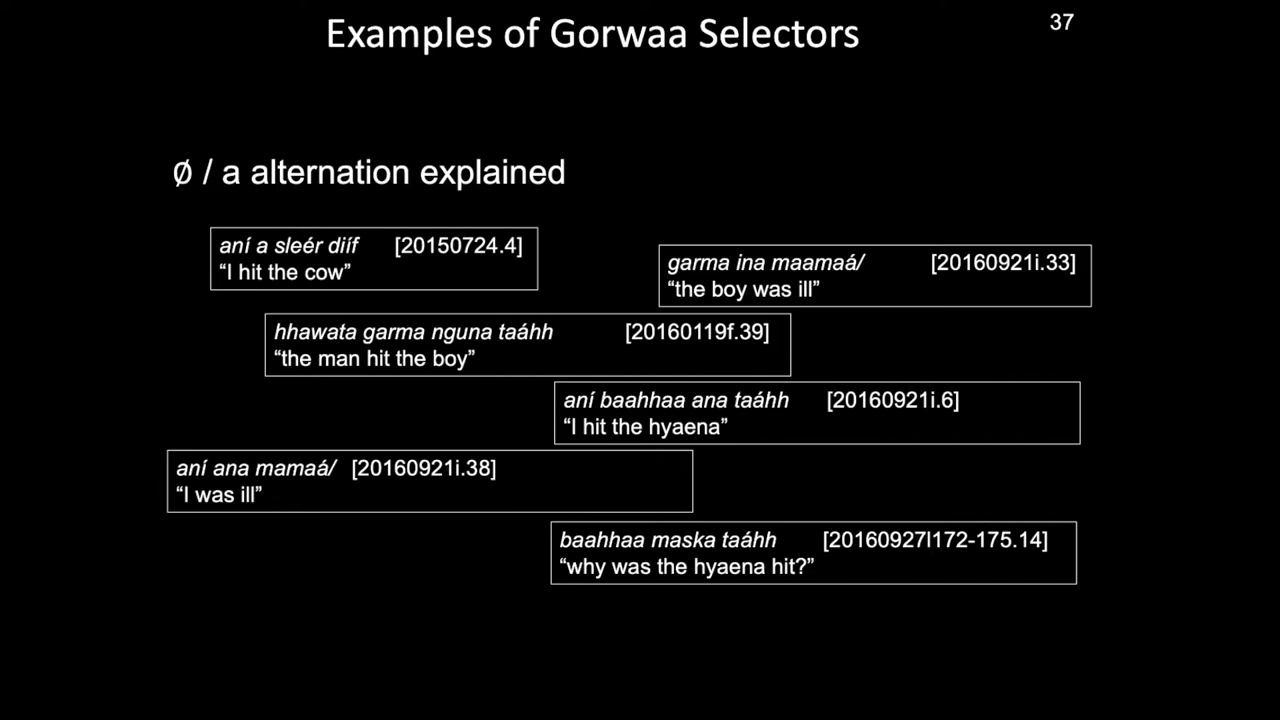 Examples of Gorwaa Selectors
37
Ø / a alternation explained
aní a sleér diíf [20150724.4]
“I hit the cow”
garma ina maamaá/ [20160921i.33]
“the boy was ill”
hhawata garma nguna taáhh [20160119f.39]
“the man hit the boy”
aní baahhaa ana taáhh [20160921i.6]
“I hit the hyaena”
aní ana mamaá/ [20160921i.38]
“I was ill”
baahhaa maska taáhh [20160927l172-175.14]
“why was the hyaena hit?”